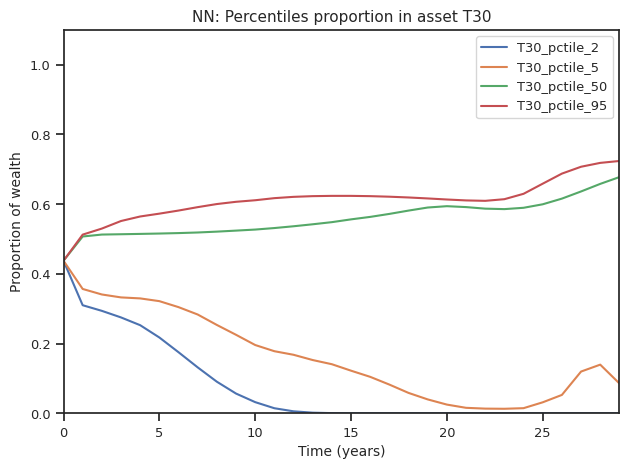 NN: Percentiles proportion in asset T30
T30_pctile_2
T30_pctile_5
T30_pctile_50
T30_pctile_95
Proportion of wealth
1.0
0.8
0.6
0.4
0.2
0.0
0 5 10 15 20 25
Time (years)